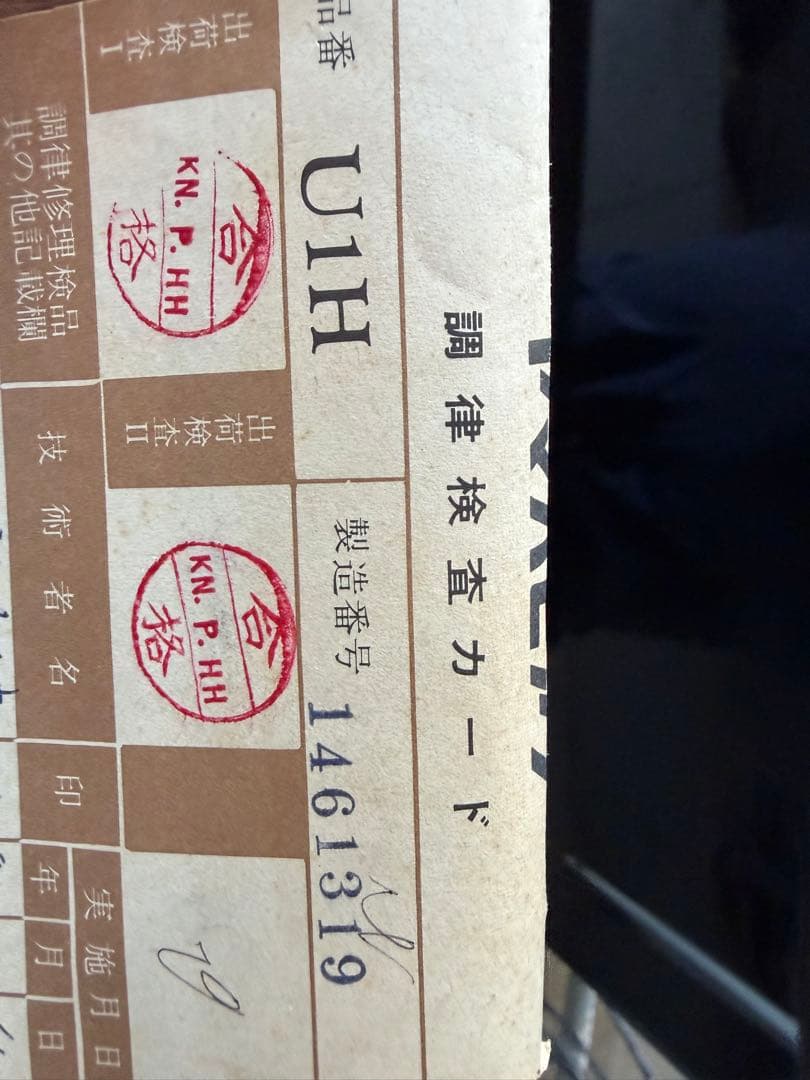 調律検査カード
品番 U1H 製造番号 1461319
出荷検査I
合格
KN. P. HH
出荷検査II
合格
KN. P. HH
調律修理検品
其の他記載欄
技術者名
印
実施月日
年月日